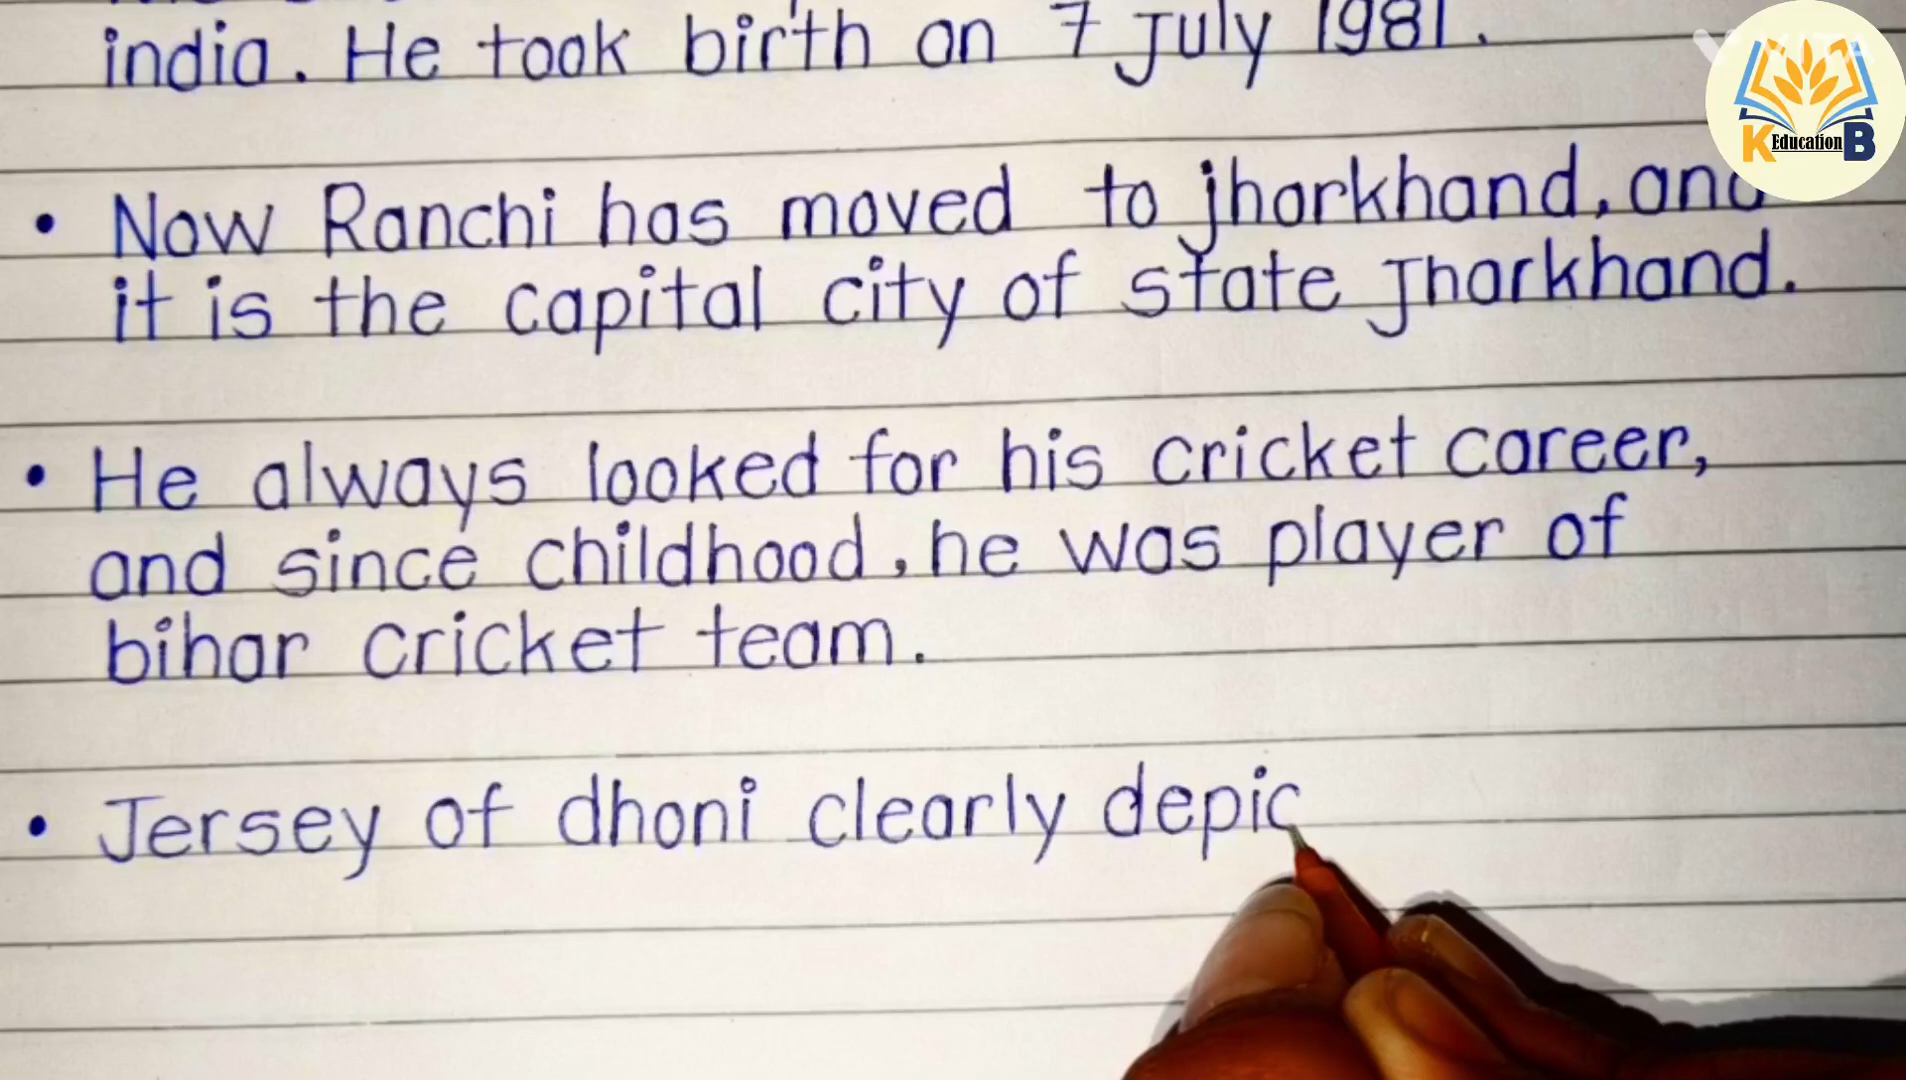 india. He took birth on 7 July 1981.
• Now Ranchi has moved to jharkhand, and
it is the capital city of state Jharkhand.
• He always looked for his cricket career,
and since childhood, he was player of
bihar cricket team.
• Jersey of dhoni clearly depic
K Education B